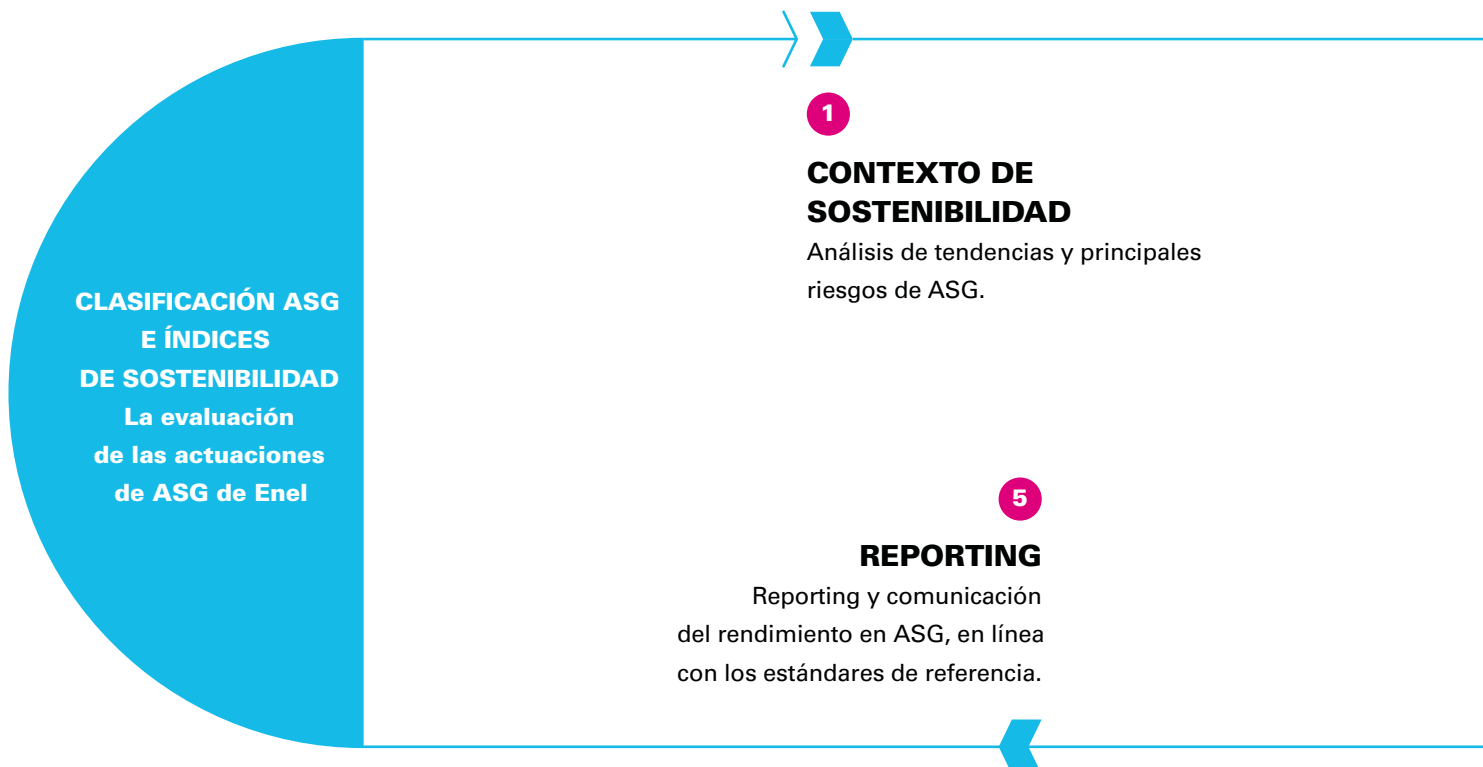 CLASIFICACIÓN ASG
E ÍNDICES
DE SOSTENIBILIDAD
La evaluación
de las actuaciones
de ASG de Enel
1
CONTEXTO DE
SOSTENIBILIDAD
Análisis de tendencias y principales
riesgos de ASG.
5
REPORTING
Reporting y comunicación
del rendimiento en ASG, en línea
con los estándares de referencia.